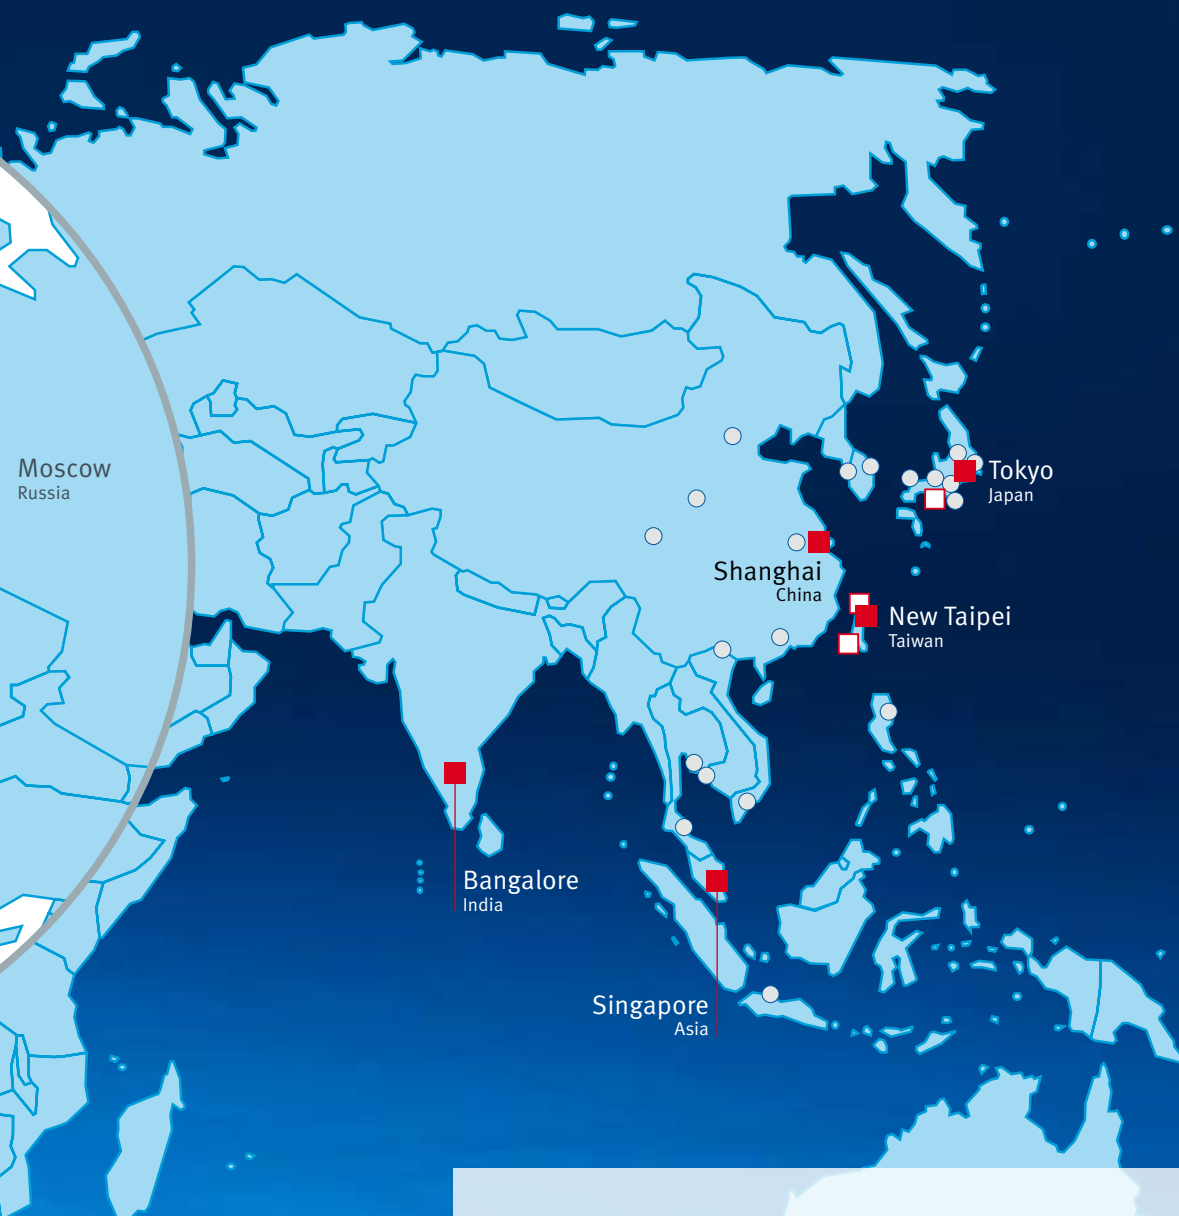 Moscow
Russia
Tokyo
Japan
Shanghai
China
New Taipei
Taiwan
Bangalore
India
Singapore
Asia